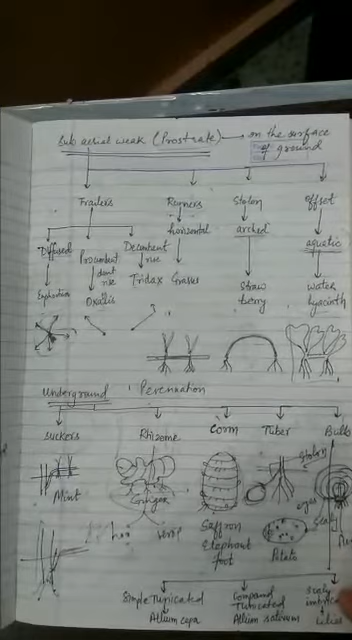 Sub aerial weak (Prostrate) → on the surface
of ground
Trailers Runners Stolon offset
horizontal arched aquatic
Diffused Procumbent Decumbent
dont rise rise
Euphorbia Oxalis Tridax Grasses Straw berry water hyacinth
Underground Perennation
suckers Rhizome Corm Tuber Bulb
Stolon
Mint Ginger
eyes
Saffron
Elephant foot
Potato
Simple Tunicated Compound Tunicated Scaly
Allium cepa Allium sativum Lilies